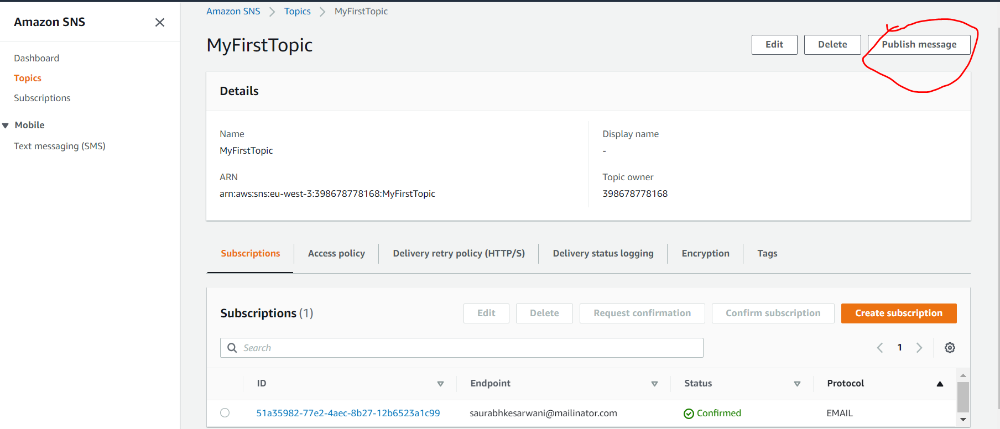 Amazon SNS
Dashboard
Topics
Subscriptions
Mobile
Text messaging (SMS)
Amazon SNS Topics MyFirstTopic
MyFirstTopic
Edit Delete Publish message
Details
Name
MyFirstTopic
ARN
arn:aws:sns:eu-west-3:398678778168:MyFirstTopic
Display name
-
Topic owner
398678778168
Subscriptions Access policy Delivery retry policy (HTTP/S) Delivery status logging Encryption Tags
Subscriptions (1) Edit Delete Request confirmation Confirm subscription Create subscription
Search 1
ID Endpoint Status Protocol
51a35982-77e2-4aec-8b27-12b6523a1c99 saurabhkesarwani@mailinator.com Confirmed EMAIL